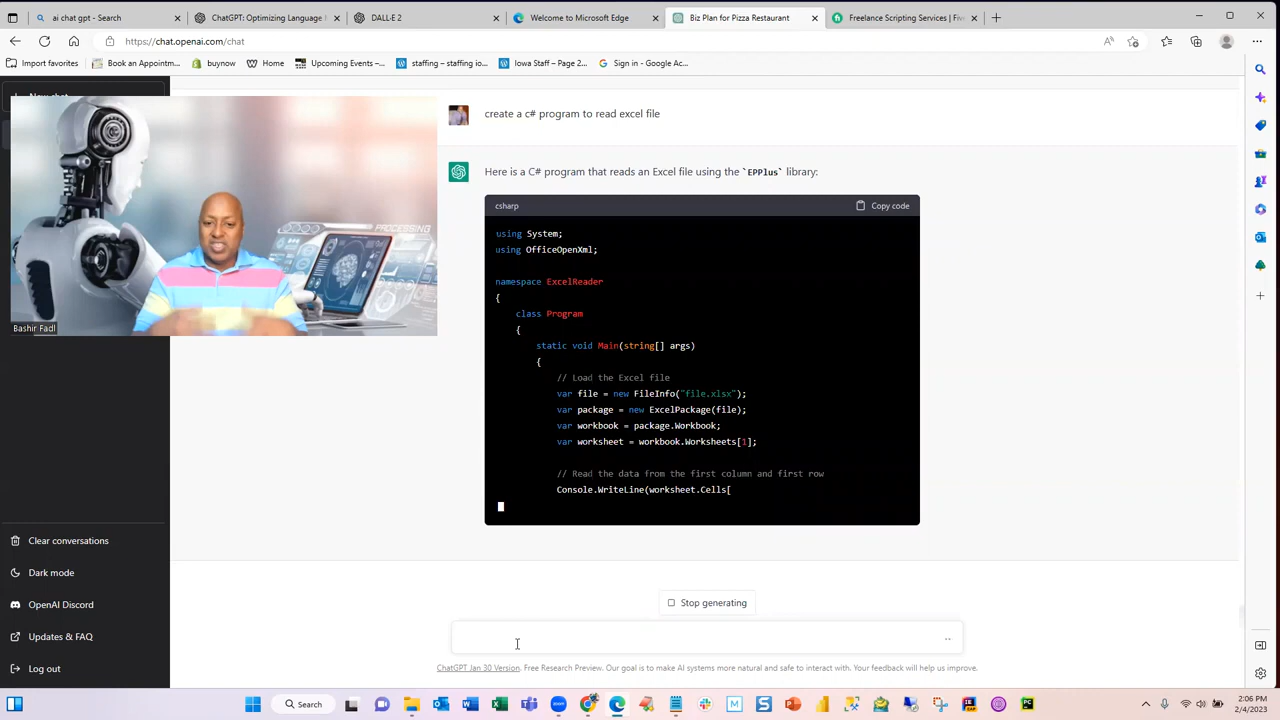 ai chat gpt - Search
ChatGPT: Optimizing Language
DALL·E 2
Welcome to Microsoft Edge
Biz Plan for Pizza Restaurant
Freelance Scripting Services | Five
https://chat.openai.com/chat
Import favorites
Book an Appointm...
buynow
Home
Upcoming Events –...
staffing – staffing io...
Iowa Staff – Page 2...
Sign in - Google Ac...
New chat
create a c# program to read excel file
Here is a C# program that reads an Excel file using the `EPPlus` library:
csharp
Copy code
using System;
using OfficeOpenXml;
namespace ExcelReader
{
class Program
{
static void Main(string[] args)
{
// Load the Excel file
var file = new FileInfo("file.xlsx");
var package = new ExcelPackage(file);
var workbook = package.Workbook;
var worksheet = workbook.Worksheets[1];
// Read the data from the first column and first row
Console.WriteLine(worksheet.Cells[
PROCESSING
Bashir Fadl
Clear conversations
Dark mode
OpenAI Discord
Updates & FAQ
Log out
Stop generating
ChatGPT Jan 30 Version. Free Research Preview. Our goal is to make AI systems more natural and safe to interact with. Your feedback will help us improve.
Search
2:06 PM
2/4/2023